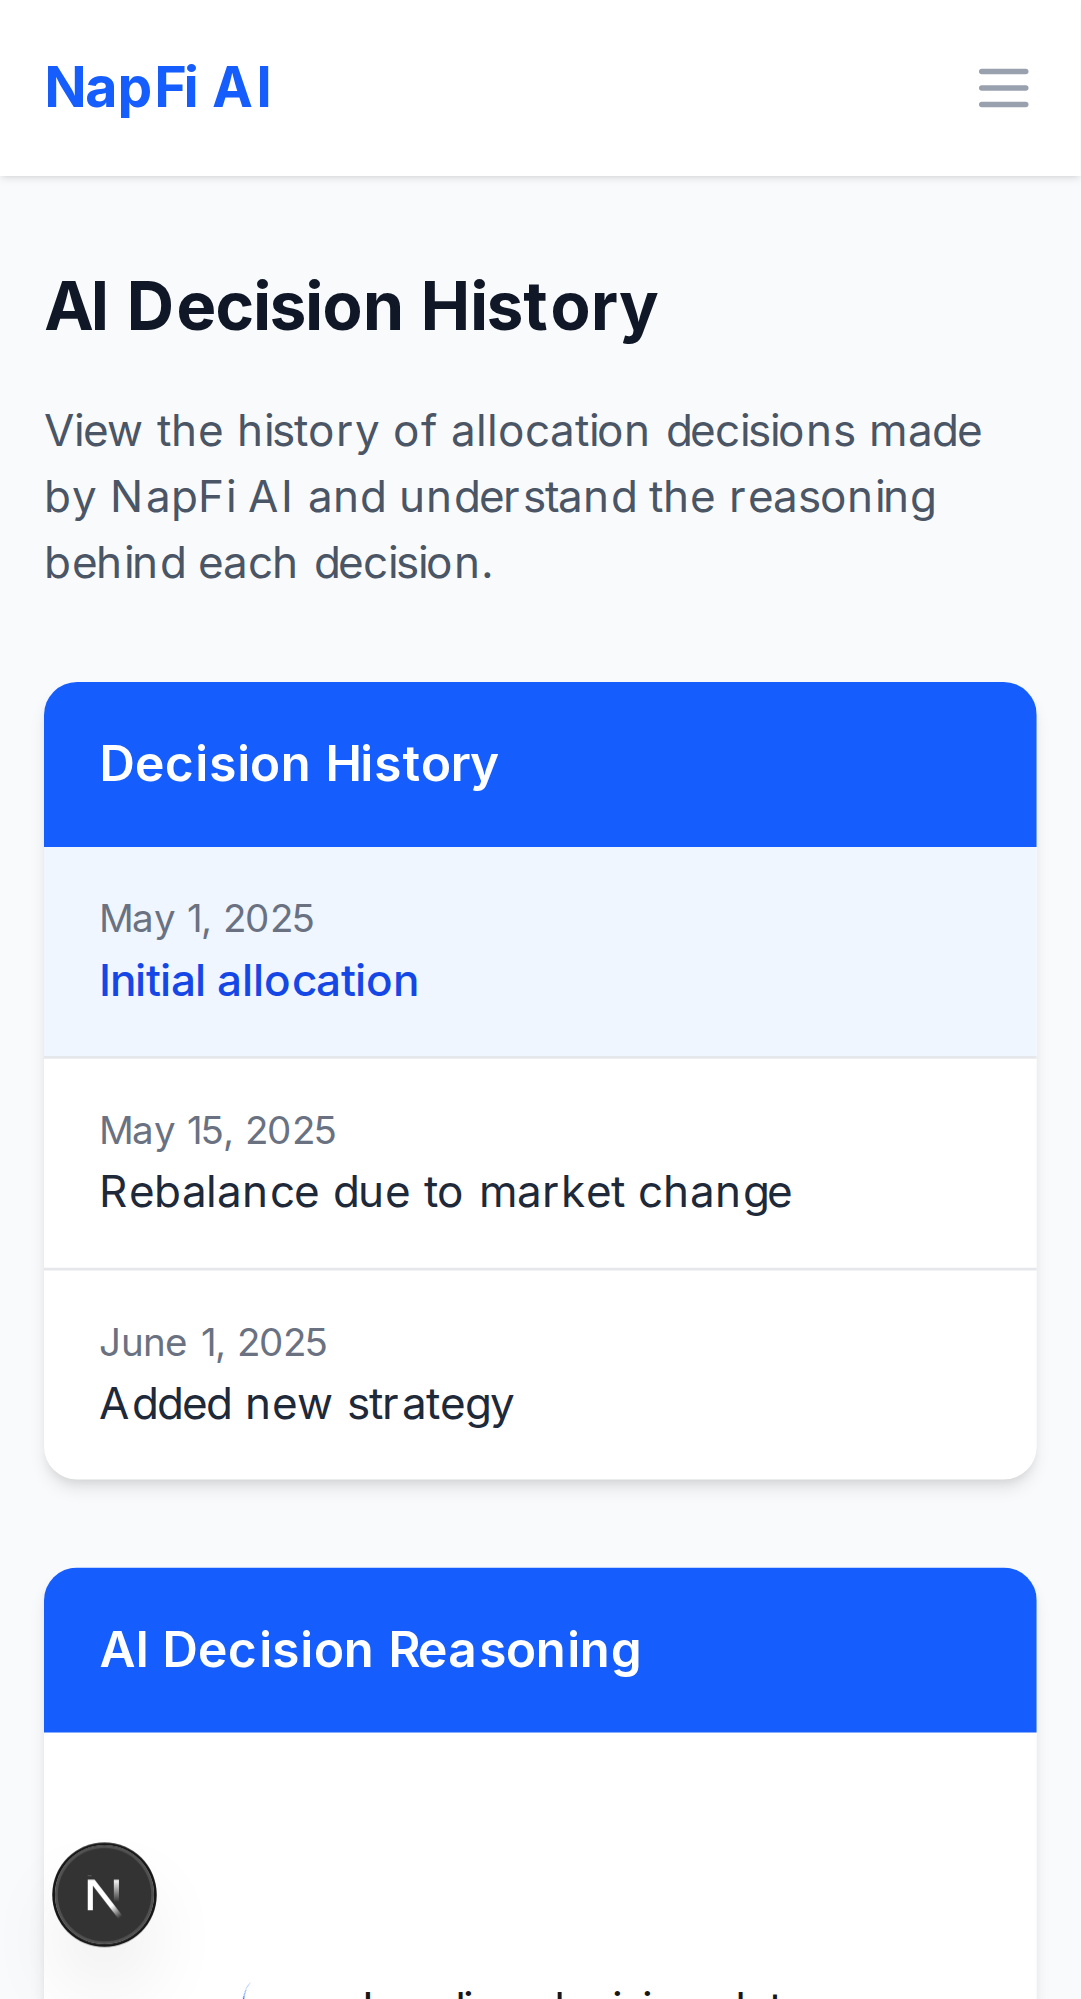 NapFi AI
AI Decision History
View the history of allocation decisions made
by NapFi AI and understand the reasoning
behind each decision.
Decision History
May 1, 2025
Initial allocation
May 15, 2025
Rebalance due to market change
June 1, 2025
Added new strategy
AI Decision Reasoning
N